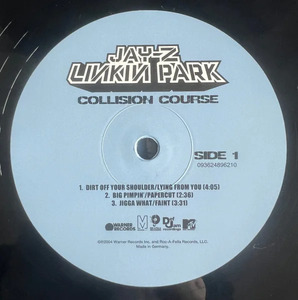 JAY-Z
LINKIN PARK
COLLISION COURSE
SIDE 1
093624896210
1. DIRT OFF YOUR SHOULDER/LYING FROM YOU (4:05)
2. BIG PIMPIN'/PAPERCUT (2:36)
3. JIGGA WHAT/FAINT (3:31)
WARNER
RECORDS
Def Jam
recordings
MTV
℗©2004 Warner Records Inc. and Roc-A-Fella Records, LLC.
Made in Germany.